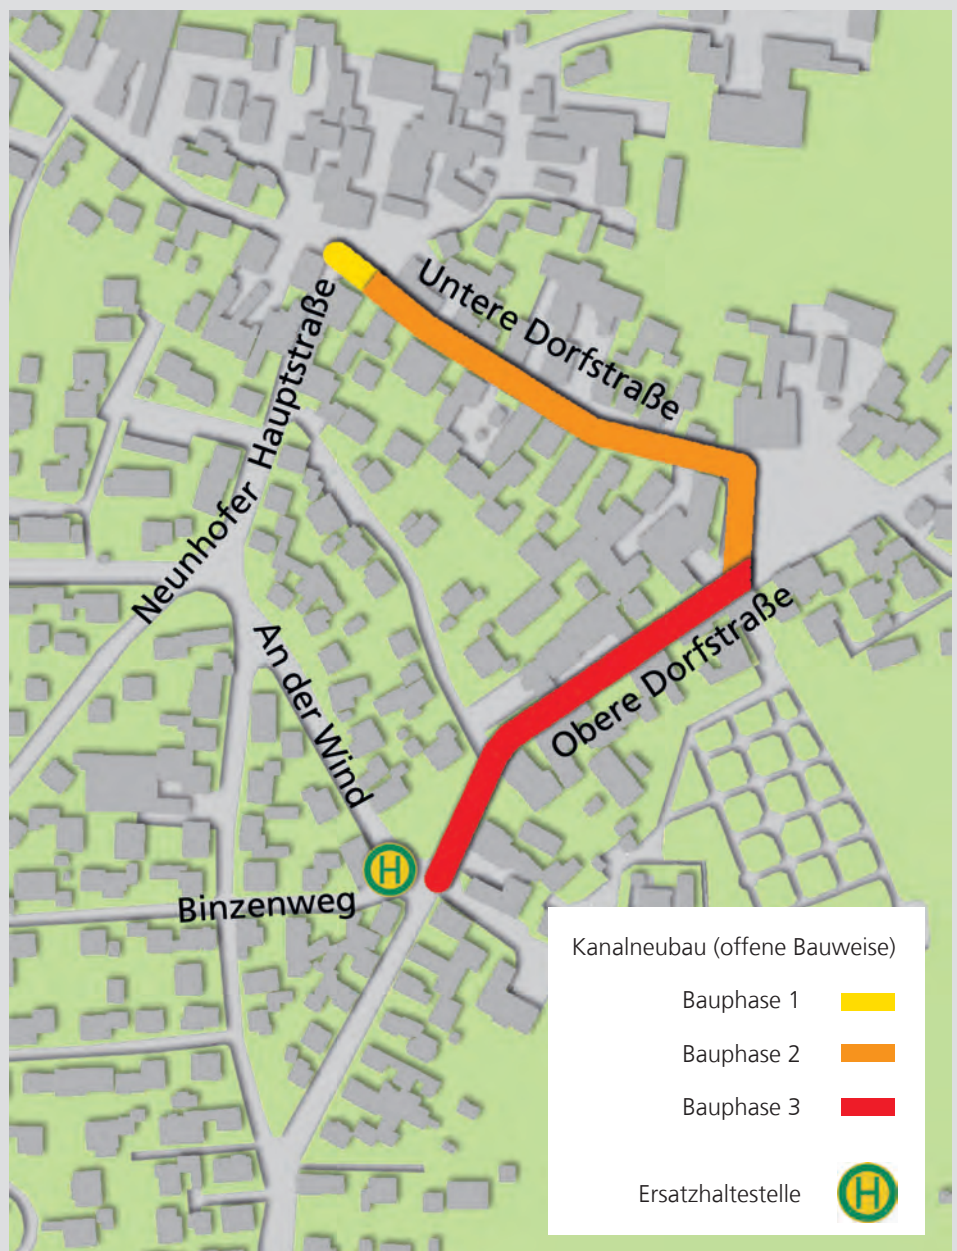 Untere Dorfstraße
Neunhofer Hauptstraße
An der Wind
Obere Dorfstraße
H
Binzenweg
Kanalneubau (offene Bauweise)
Bauphase 1
Bauphase 2
Bauphase 3
Ersatzhaltestelle H